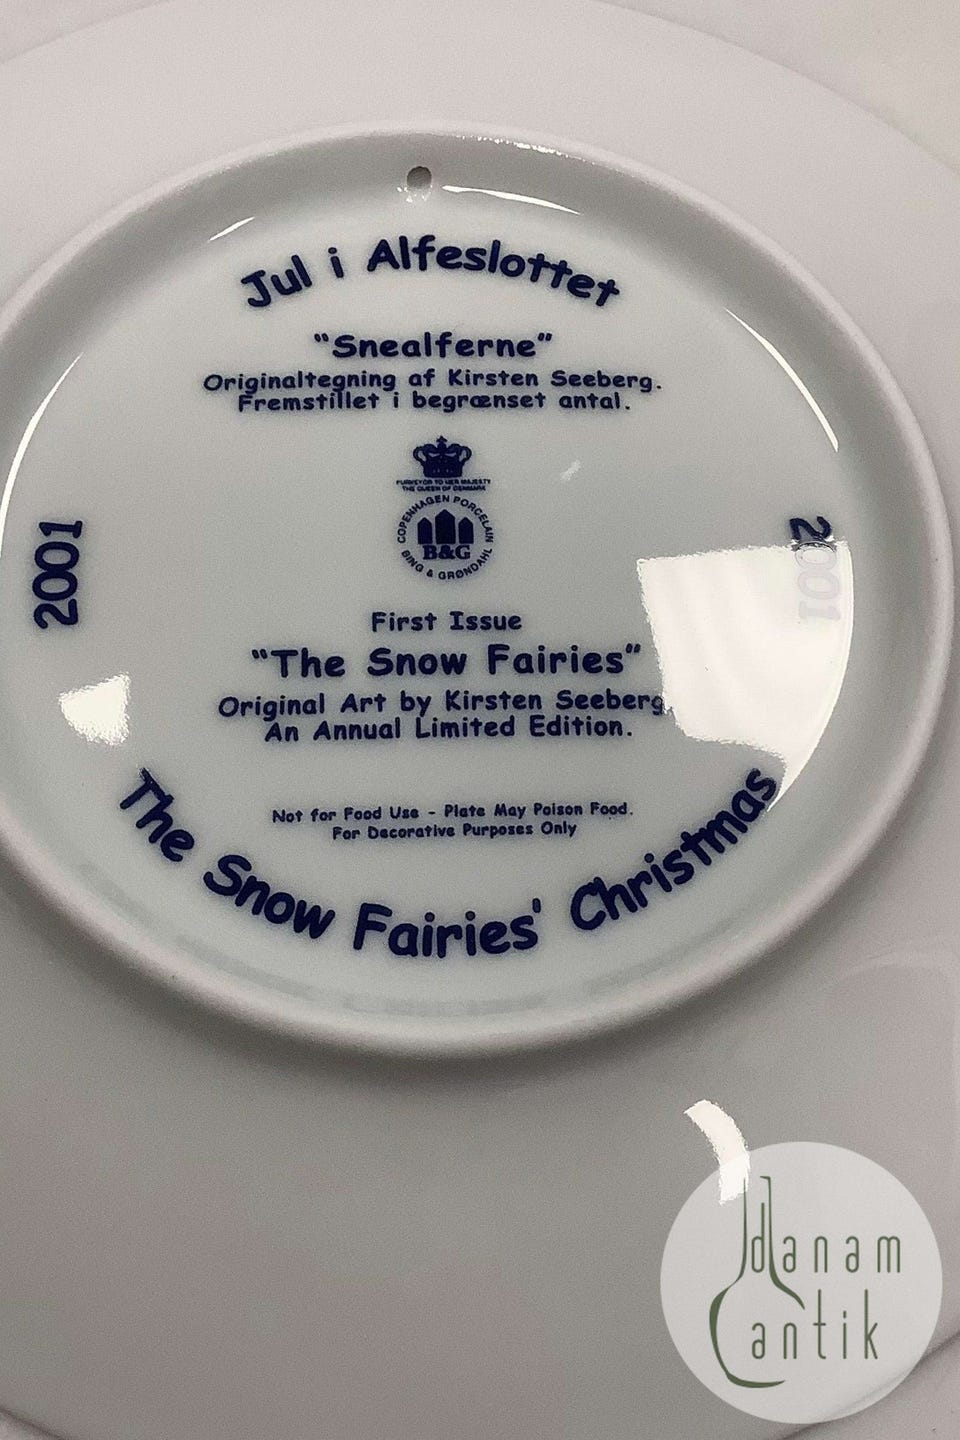 Jul i Alfeslottet
"Snealferne"
Originaltegning af Kirsten Seeberg.
Fremstillet i begrænset antal.
PURVEYOR TO HER MAJESTY
THE QUEEN OF DENMARK
COPENHAGEN PORCELAIN
B&G
BING & GRØNDAHL
2001
2001
First Issue
"The Snow Fairies"
Original Art by Kirsten Seeberg
An Annual Limited Edition.
Not for Food Use - Plate May Poison Food.
For Decorative Purposes Only
The Snow Fairies' Christmas
danam
antik